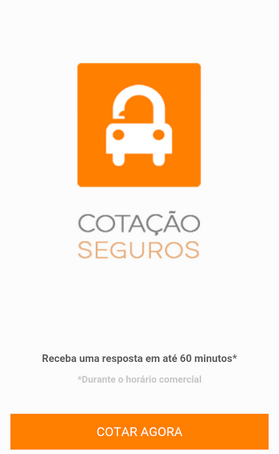 COTAÇÃO
SEGUROS
Receba uma resposta em até 60 minutos*
*Durante o horário comercial
COTAR AGORA